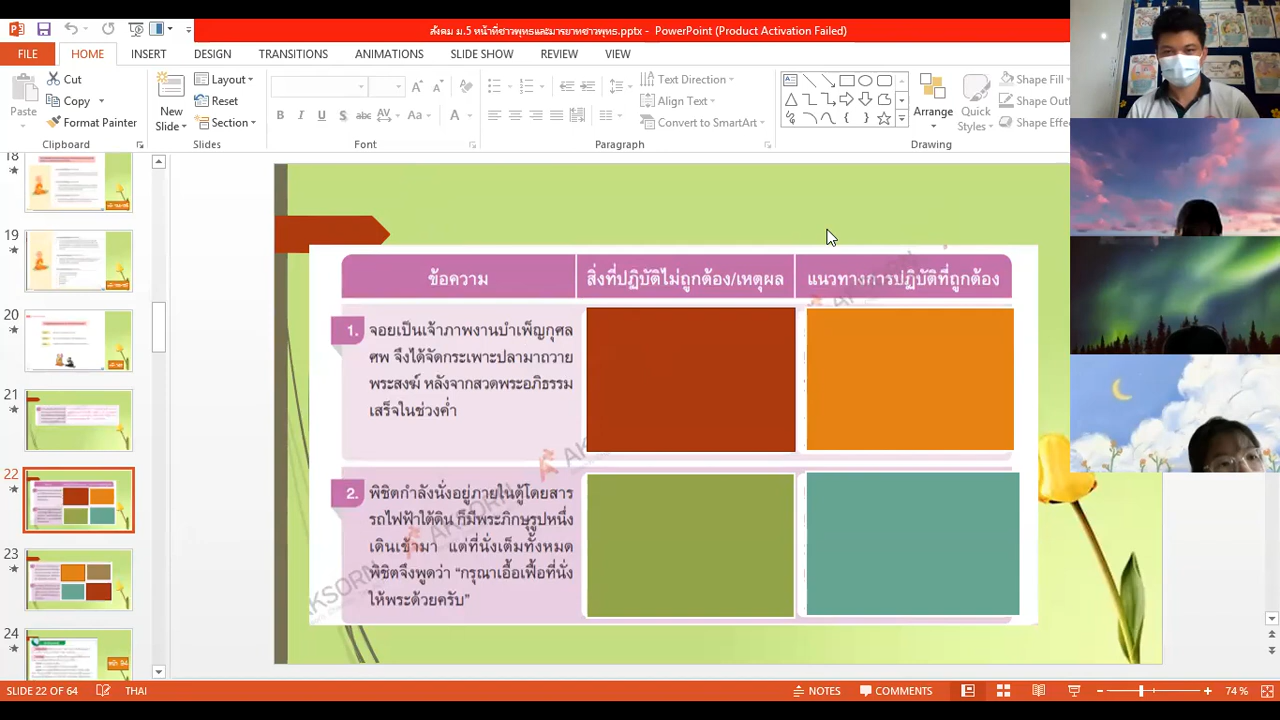 สังคม ม.5 หน้าที่ชาวพุทธและมารยาทชาวพุทธ.pptx - PowerPoint (Product Activation Failed)
FILE HOME INSERT DESIGN TRANSITIONS ANIMATIONS SLIDE SHOW REVIEW VIEW
Paste
Cut
Copy
Format Painter
Clipboard
New
Slide
Layout
Reset
Section
Slides
B I U S abc AV Aa A
Font
Text Direction
Align Text
Convert to SmartArt
Paragraph
Arrange
Quick
Styles
Shape Fill
Shape Out
Shape Effe
Drawing
18
19
20
21
22
23
24
ข้อความ
สิ่งที่ปฏิบัติไม่ถูกต้อง/เหตุผล
แนวทางการปฏิบัติที่ถูกต้อง
1. จอยเป็นเจ้าภาพงานบำเพ็ญกุศล
ศพ จึงได้จัดกระเพาะปลามาถวาย
พระสงฆ์ หลังจากสวดพระอภิธรรม
เสร็จในช่วงค่ำ
2. พิชิตกำลังนั่งอยู่ภายในตู้โดยสาร
รถไฟฟ้าใต้ดิน ก็มีพระภิกษุรูปหนึ่ง
เดินเข้ามา แต่ที่นั่งเต็มทั้งหมด
พิชิตจึงพูดว่า “กรุณาเอื้อเฟื้อที่นั่ง
ให้พระด้วยครับ”
AKSORN
SLIDE 22 OF 64 THAI NOTES COMMENTS 74 %